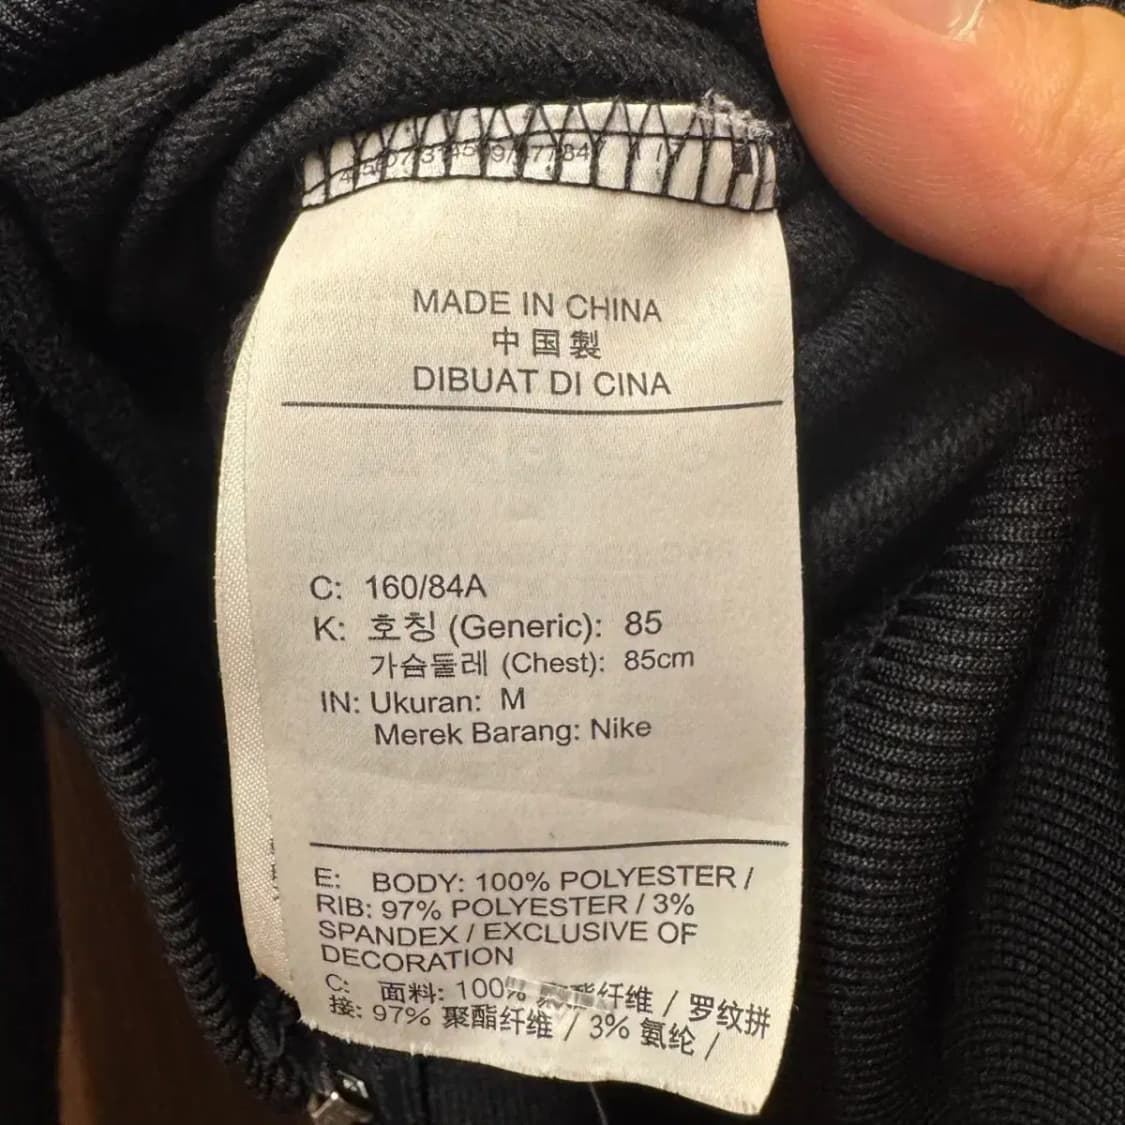 MADE IN CHINA
中国製
DIBUAT DI CINA
C: 160/84A
K: 호칭 (Generic): 85
가슴둘레 (Chest): 85cm
IN: Ukuran: M
Merek Barang: Nike
E: BODY: 100% POLYESTER /
RIB: 97% POLYESTER / 3%
SPANDEX / EXCLUSIVE OF
DECORATION
C: 面料: 100% 聚酯纤维 / 罗纹拼
接: 97% 聚酯纤维 / 3% 氨纶 /